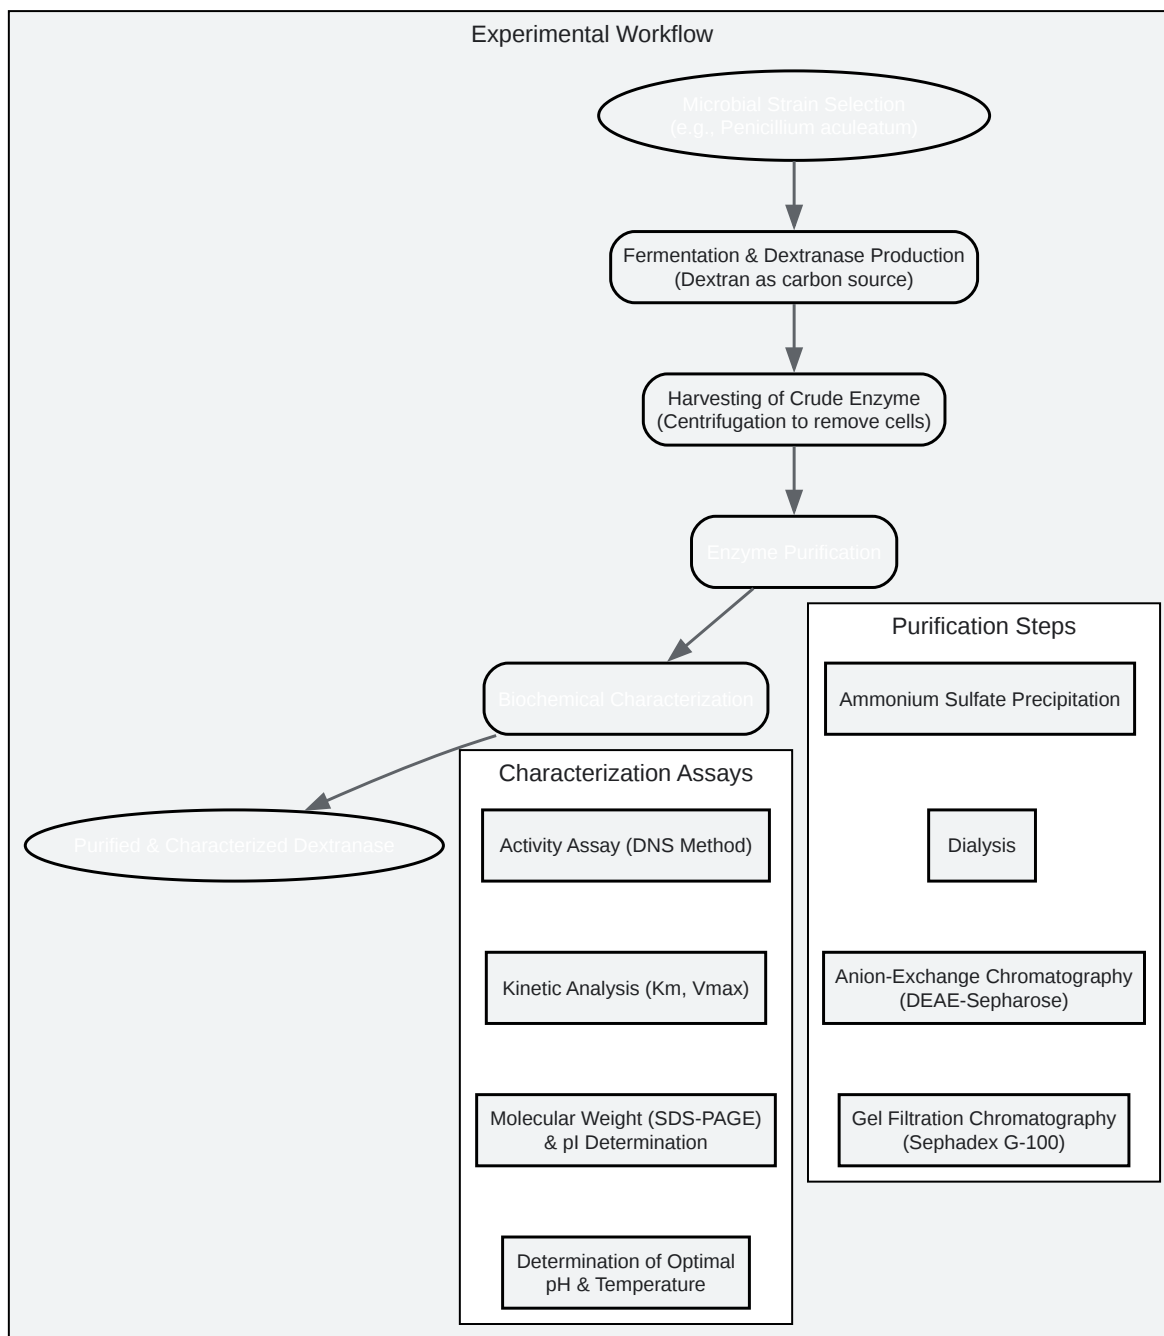 Experimental Workflow
Microbial Strain Selection
(e.g., Penicillium aculeatum)
Fermentation & Dextranase Production
(Dextran as carbon source)
Harvesting of Crude Enzyme
(Centrifugation to remove cells)
Enzyme Purification
Biochemical Characterization
Purified & Characterized Dextranase
Characterization Assays
Activity Assay (DNS Method)
Kinetic Analysis (Km, Vmax)
Molecular Weight (SDS-PAGE)
& pI Determination
Determination of Optimal
pH & Temperature
Purification Steps
Ammonium Sulfate Precipitation
Dialysis
Anion-Exchange Chromatography
(DEAE-Sepharose)
Gel Filtration Chromatography
(Sephadex G-100)